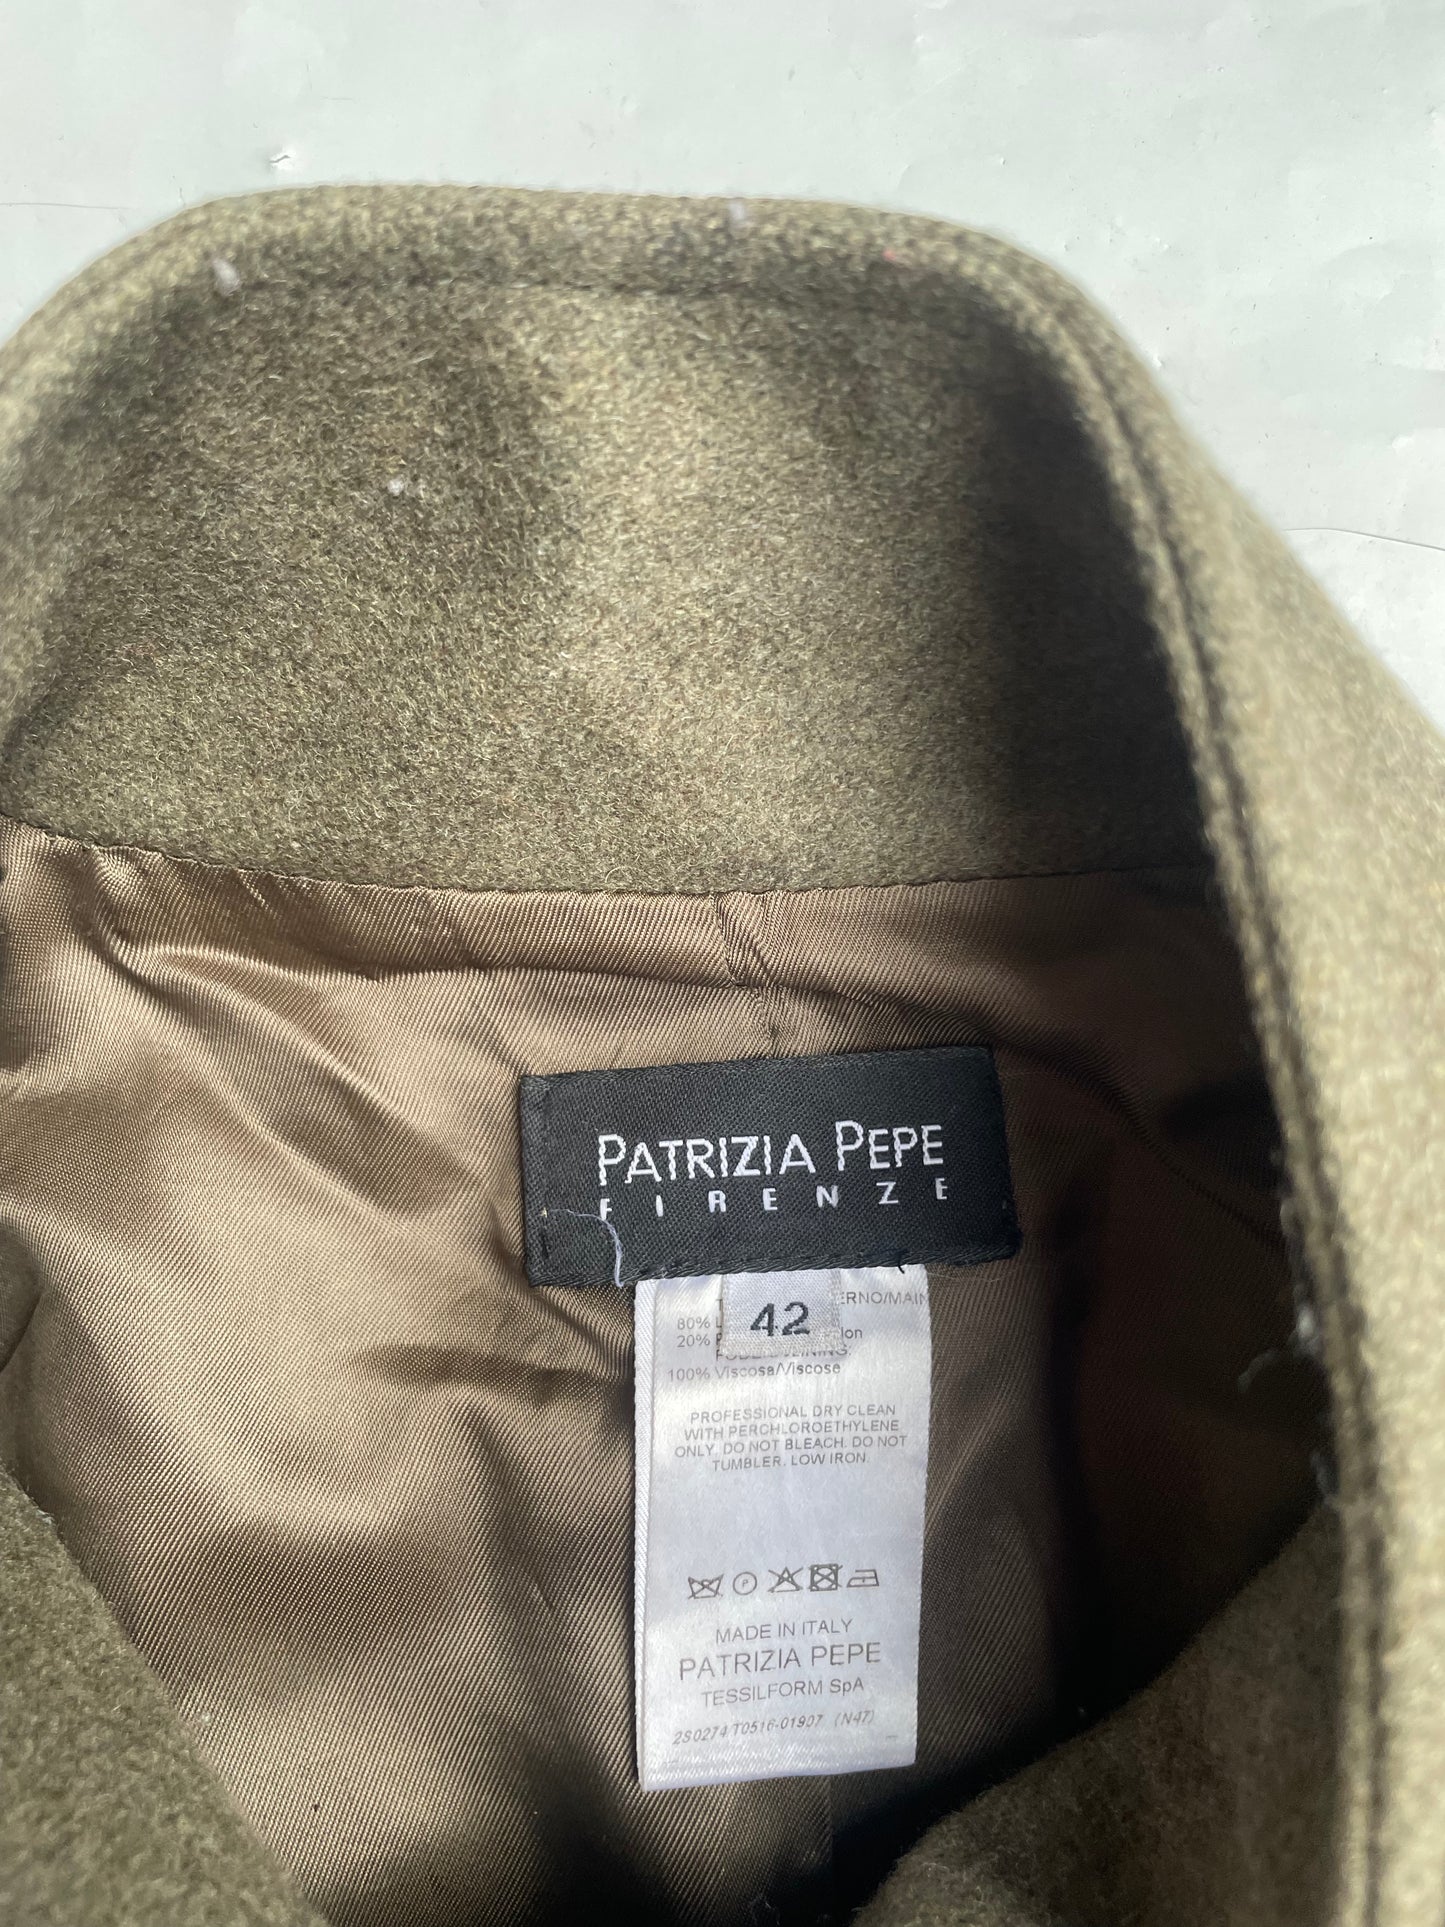 PATRIZIA PEPE
FIRENZE
42
ERNO/MAIN
80%
20%
100% Viscosa/Viscose
PROFESSIONAL DRY CLEAN
WITH PERCHLOROETHYLENE
ONLY. DO NOT BLEACH. DO NOT
TUMBLER. LOW IRON.
P
MADE IN ITALY
PATRIZIA PEPE
TESSILFORM SpA
2S0274 T0516-01907 (N47)